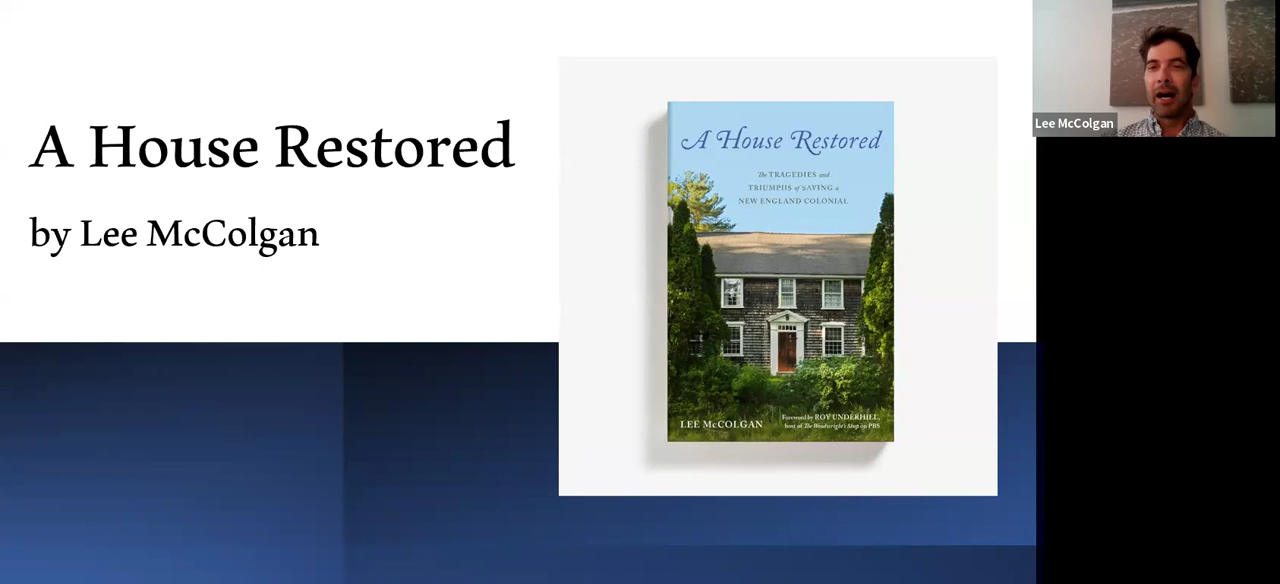 A House Restored
by Lee McColgan
A House Restored
The TRAGEDIES and
TRIUMPHS of SAVING a
NEW ENGLAND COLONIAL
LEE McCOLGAN
Foreword by ROY UNDERHILL,
host of The Woodwright's Shop on PBS
Lee McColgan